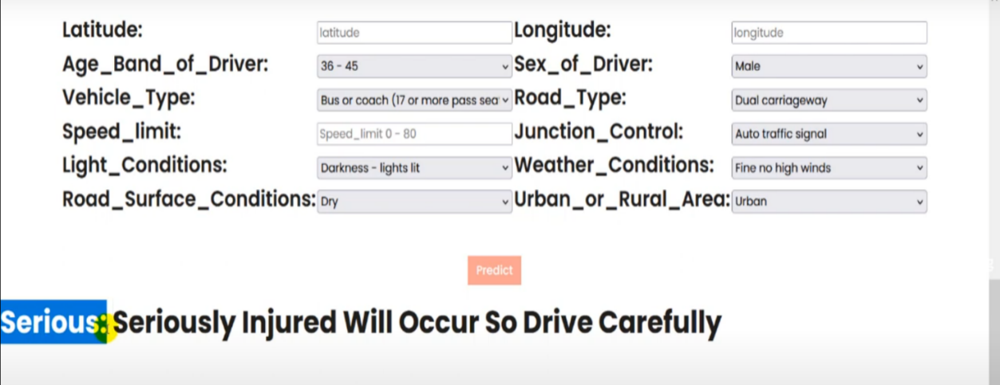 Latitude: latitude Longitude: longitude
Age_Band_of_Driver: 36 - 45 Sex_of_Driver: Male
Vehicle_Type: Bus or coach (17 or more pass sea Road_Type: Dual carriageway
Speed_limit: Speed_limit 0 - 80 Junction_Control: Auto traffic signal
Light_Conditions: Darkness - lights lit Weather_Conditions: Fine no high winds
Road_Surface_Conditions: Dry Urban_or_Rural_Area: Urban
Predict
Serious: Seriously Injured Will Occur So Drive Carefully